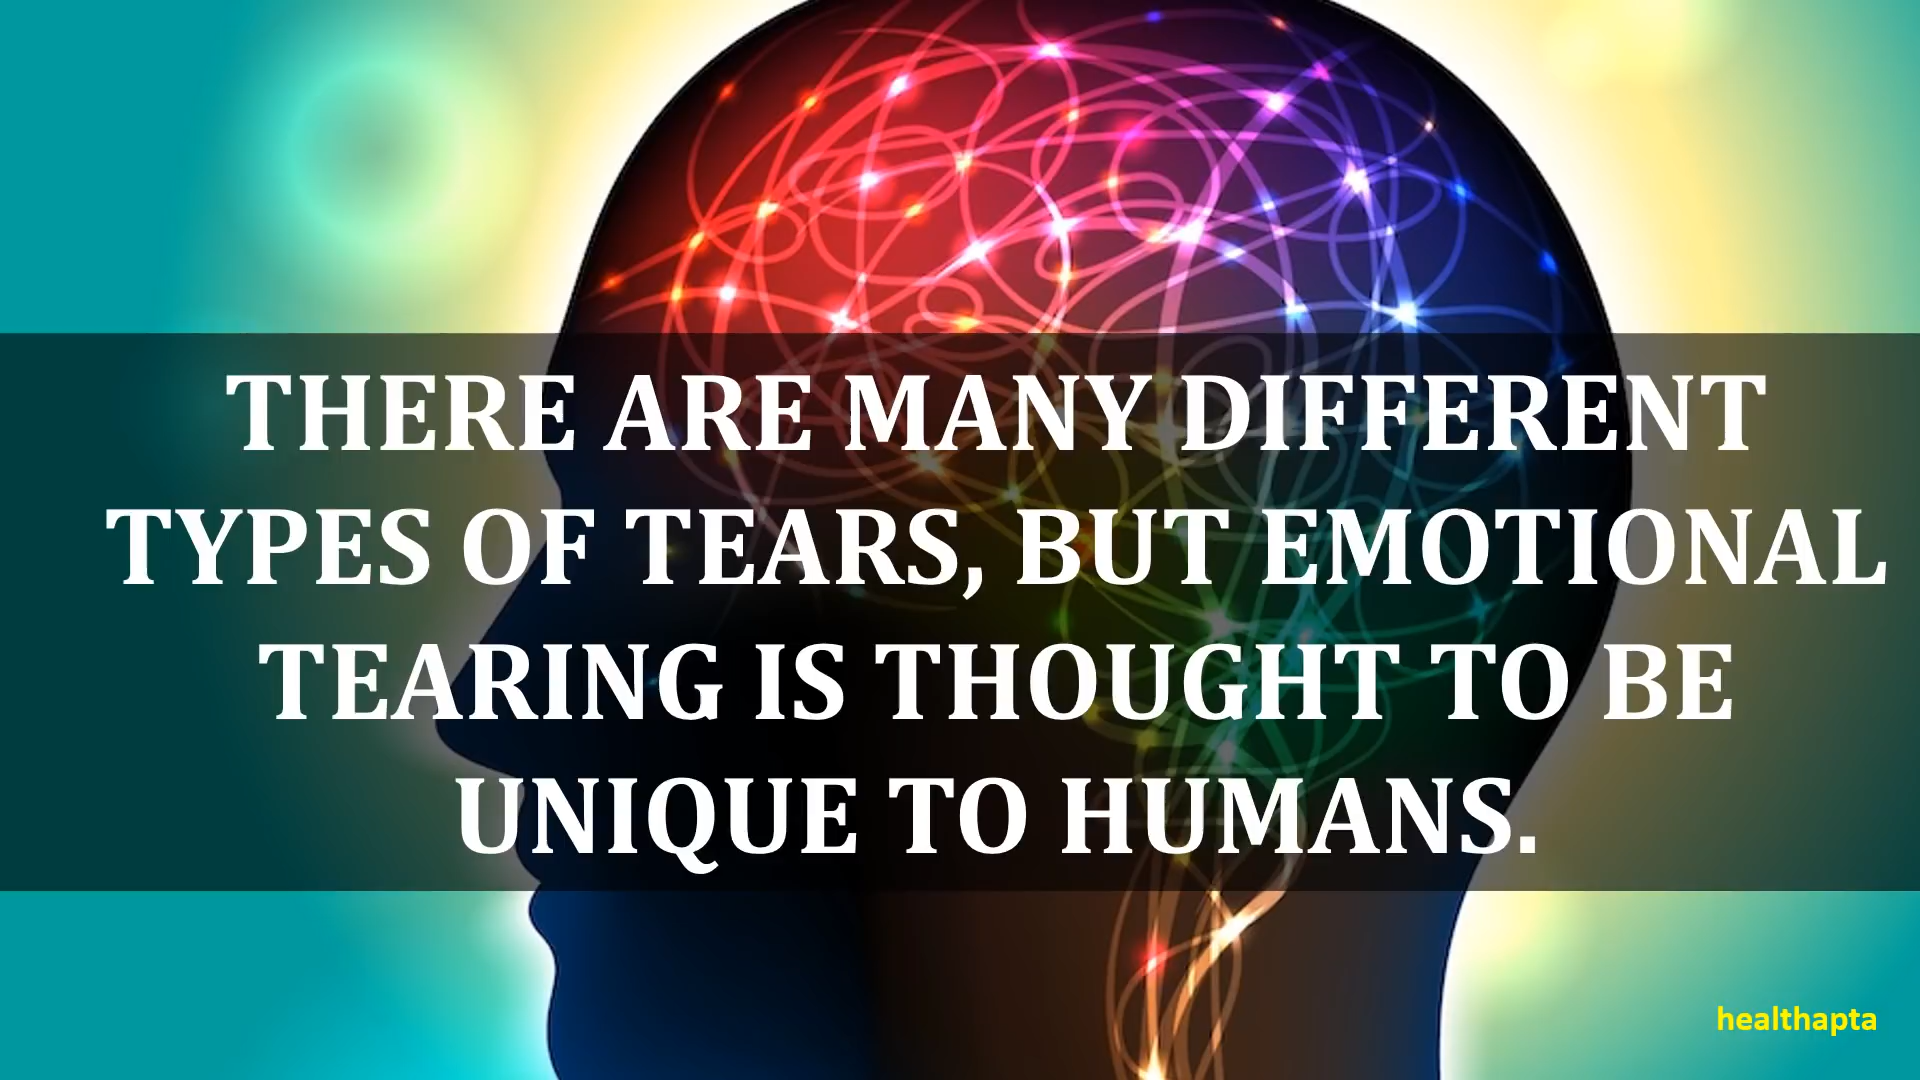 THERE ARE MANY DIFFERENT
TYPES OF TEARS, BUT EMOTIONAL
TEARING IS THOUGHT TO BE
UNIQUE TO HUMANS.
healthapta